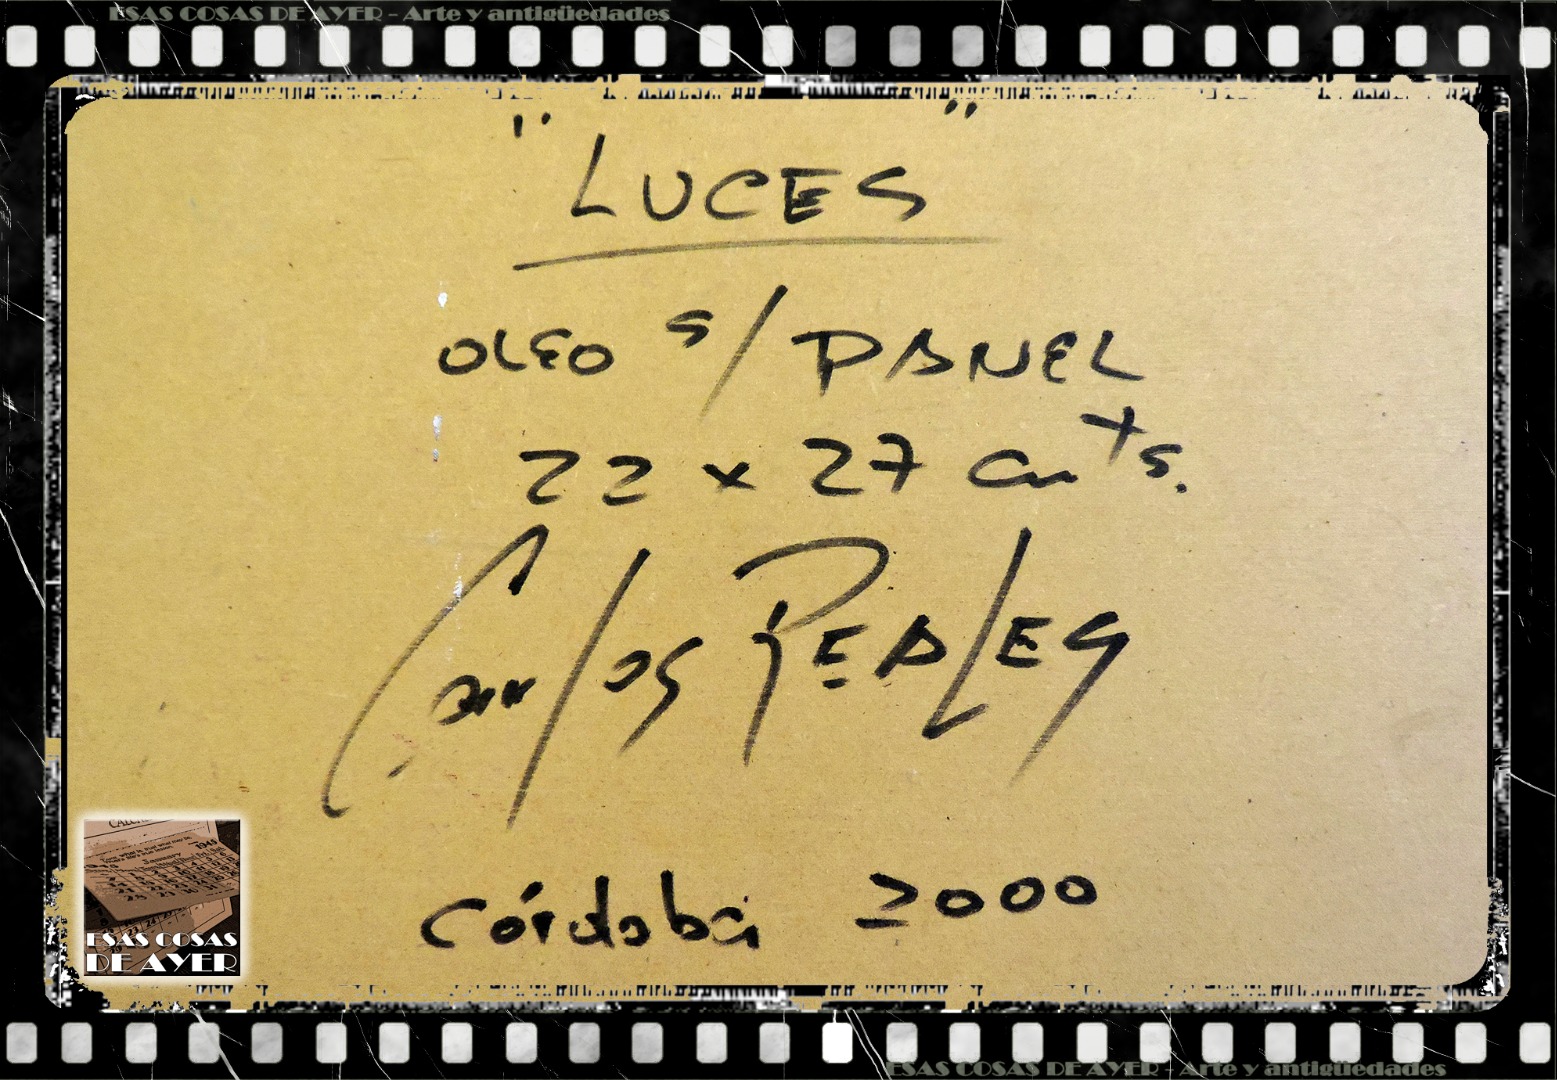 ESAS COSAS DE AYER - Arte y antigüedades
"LUCES"
OLEO S/ PANEL
22 x 27 cmts.
Carlos REALES
Córdoba 2000
ESAS COSAS
DE AYER
ESAS COSAS DE AYER - Arte y antigüedades